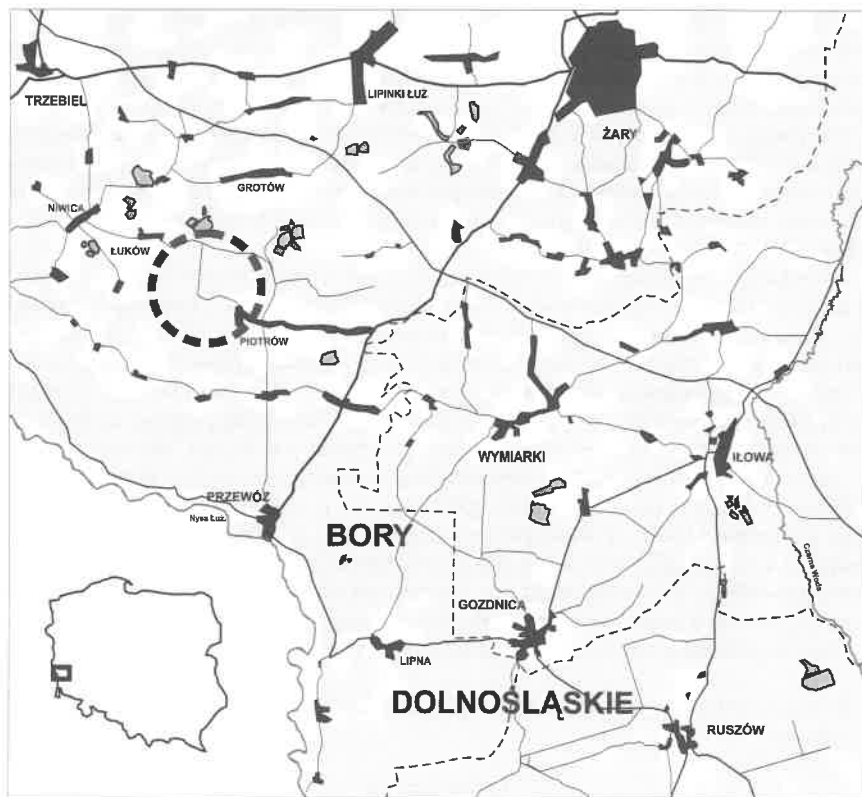 TRZEBIEL
LIPINKI ŁUŻ
ŻARY
GROTÓW
NIWICA
ŁUKÓW
PIOTRÓW
WYMIARKI
IŁOWA
PRZEWÓZ
Nysa Łuż.
BORY
Czerna Woda
GOZDNICA
LIPNA
DOLNOŚLĄSKIE
RUSZÓW